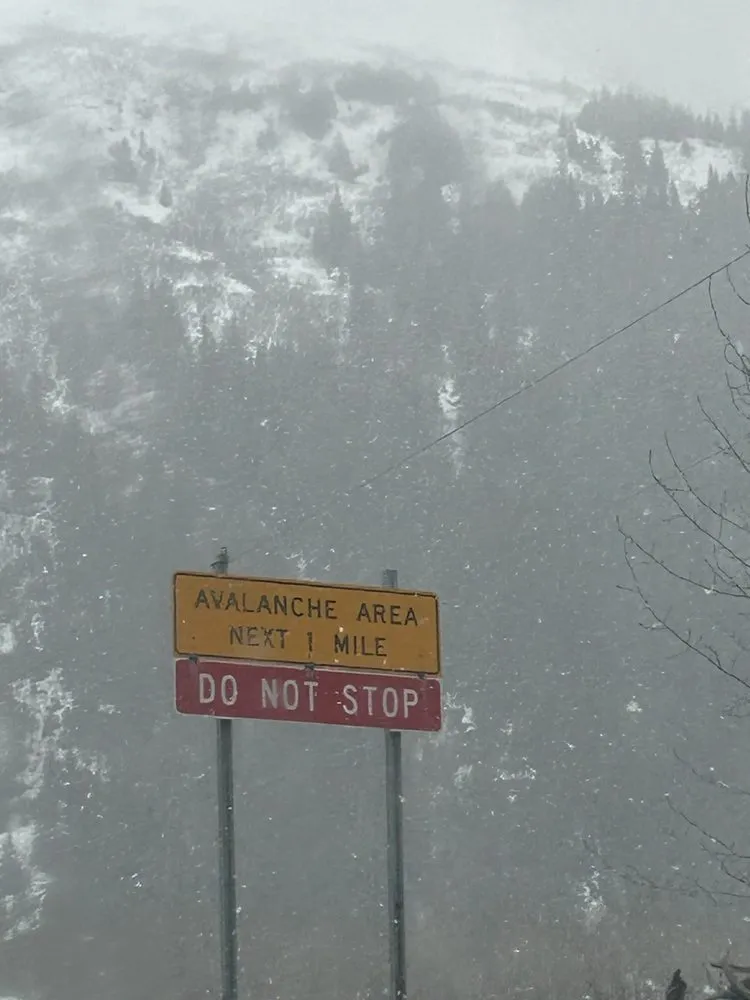 AVALANCHE AREA
NEXT 1 MILE
DO NOT STOP